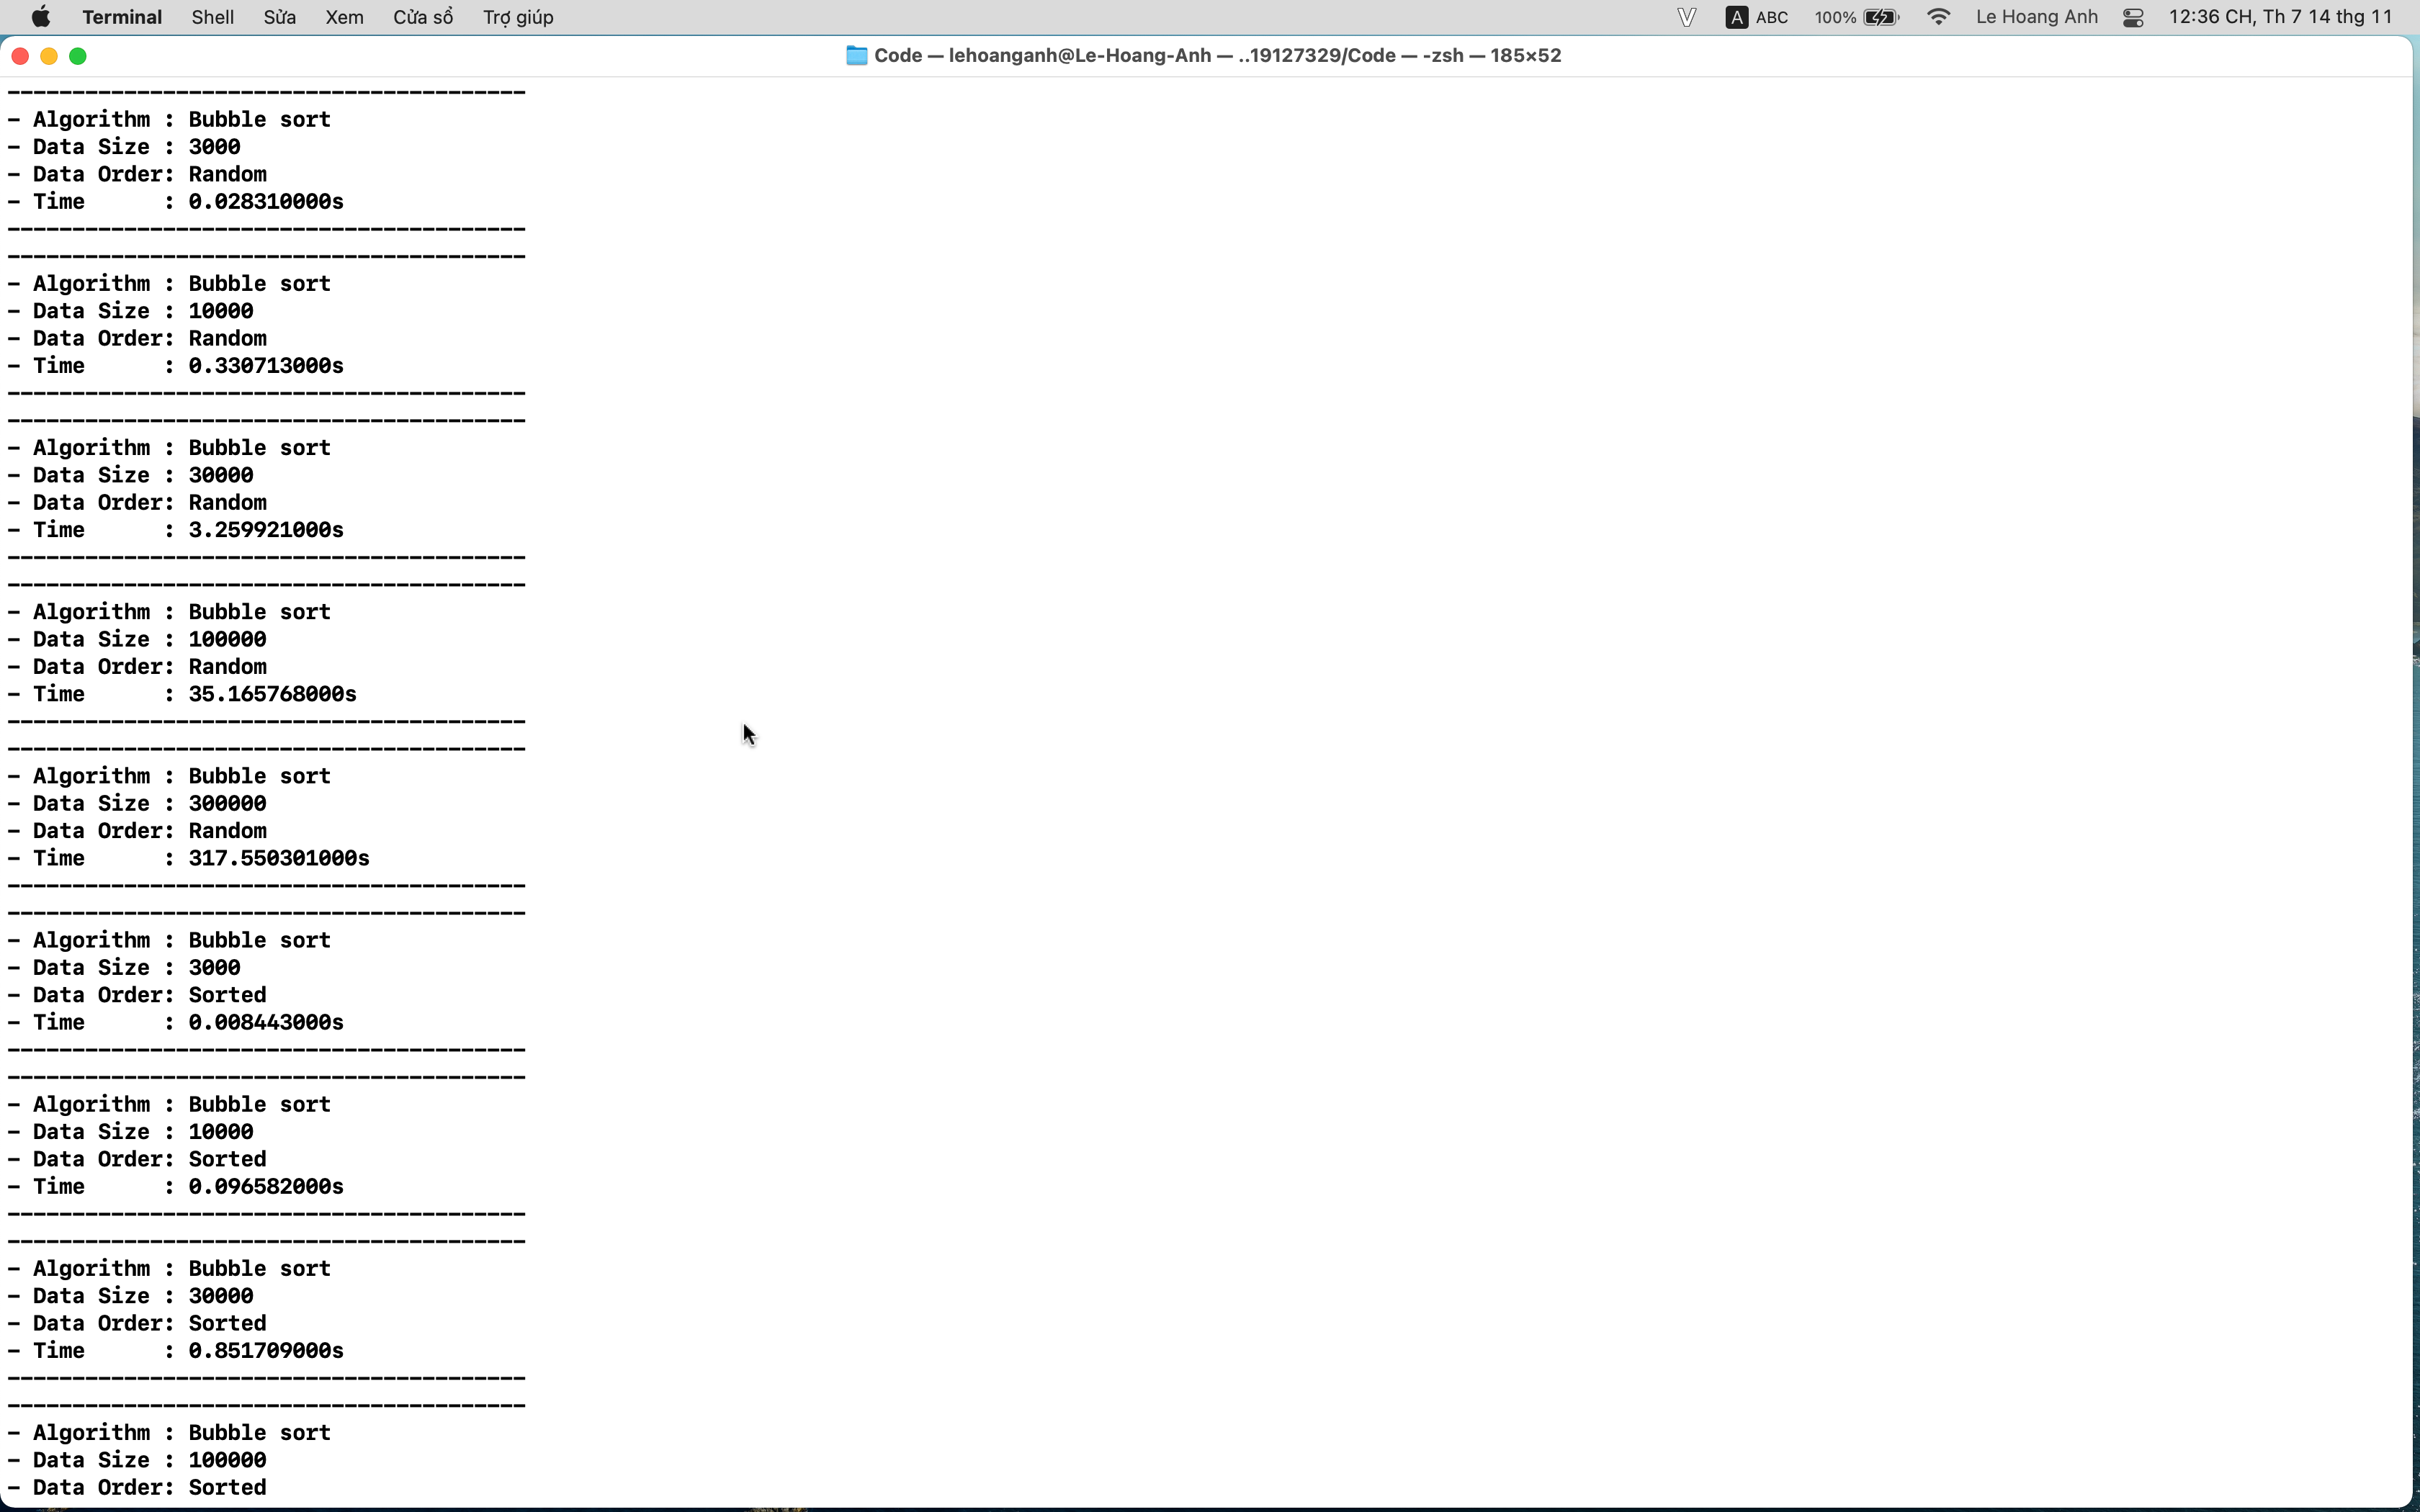 Terminal Shell Sửa Xem Cửa sổ Trợ giúp V A ABC 100% Le Hoang Anh 12:36 CH, Th 7 14 thg 11
Code — lehoanganh@Le-Hoang-Anh — ..19127329/Code — -zsh — 185×52
----------------------------------------
- Algorithm : Bubble sort
- Data Size : 3000
- Data Order: Random
- Time      : 0.028310000s
----------------------------------------
----------------------------------------
- Algorithm : Bubble sort
- Data Size : 10000
- Data Order: Random
- Time      : 0.330713000s
----------------------------------------
----------------------------------------
- Algorithm : Bubble sort
- Data Size : 30000
- Data Order: Random
- Time      : 3.259921000s
----------------------------------------
----------------------------------------
- Algorithm : Bubble sort
- Data Size : 100000
- Data Order: Random
- Time      : 35.165768000s
----------------------------------------
----------------------------------------
- Algorithm : Bubble sort
- Data Size : 300000
- Data Order: Random
- Time      : 317.550301000s
----------------------------------------
----------------------------------------
- Algorithm : Bubble sort
- Data Size : 3000
- Data Order: Sorted
- Time      : 0.008443000s
----------------------------------------
----------------------------------------
- Algorithm : Bubble sort
- Data Size : 10000
- Data Order: Sorted
- Time      : 0.096582000s
----------------------------------------
----------------------------------------
- Algorithm : Bubble sort
- Data Size : 30000
- Data Order: Sorted
- Time      : 0.851709000s
----------------------------------------
----------------------------------------
- Algorithm : Bubble sort
- Data Size : 100000
- Data Order: Sorted